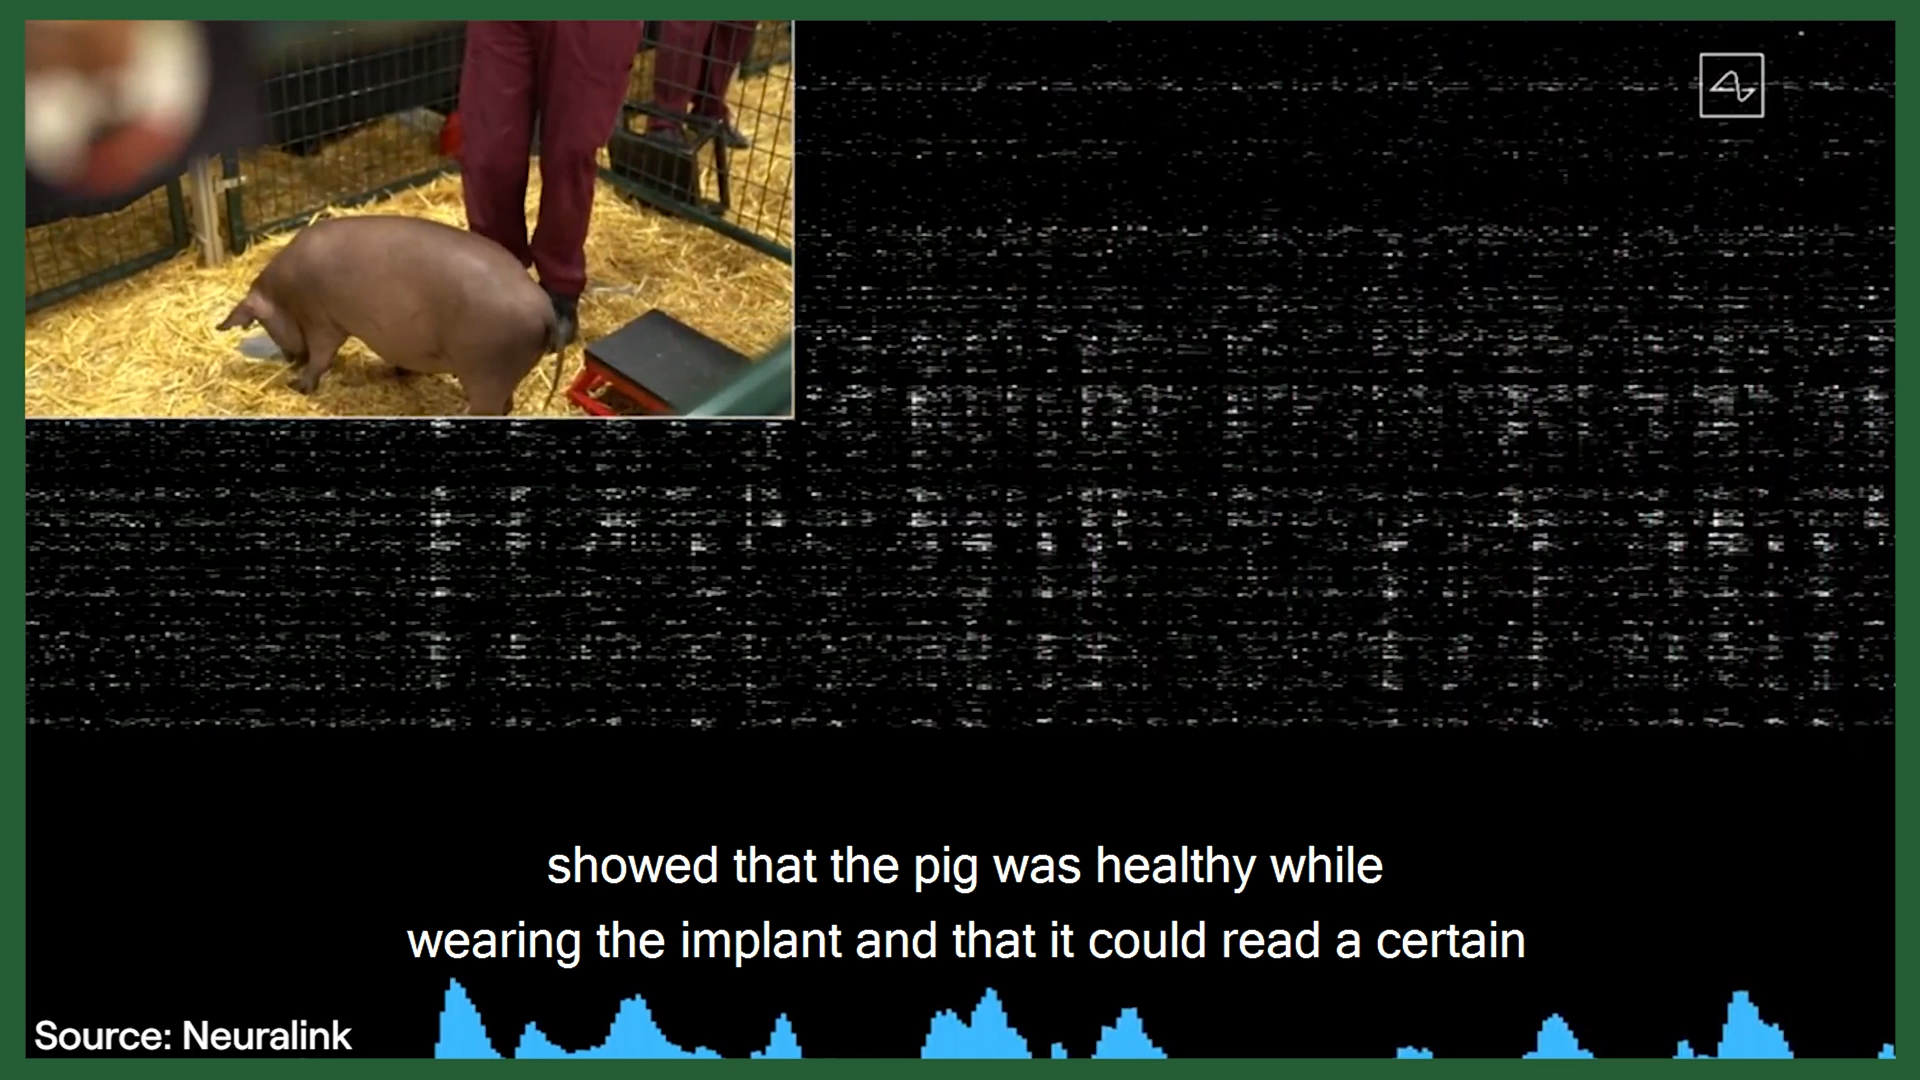 showed that the pig was healthy while
wearing the implant and that it could read a certain
Source: Neuralink